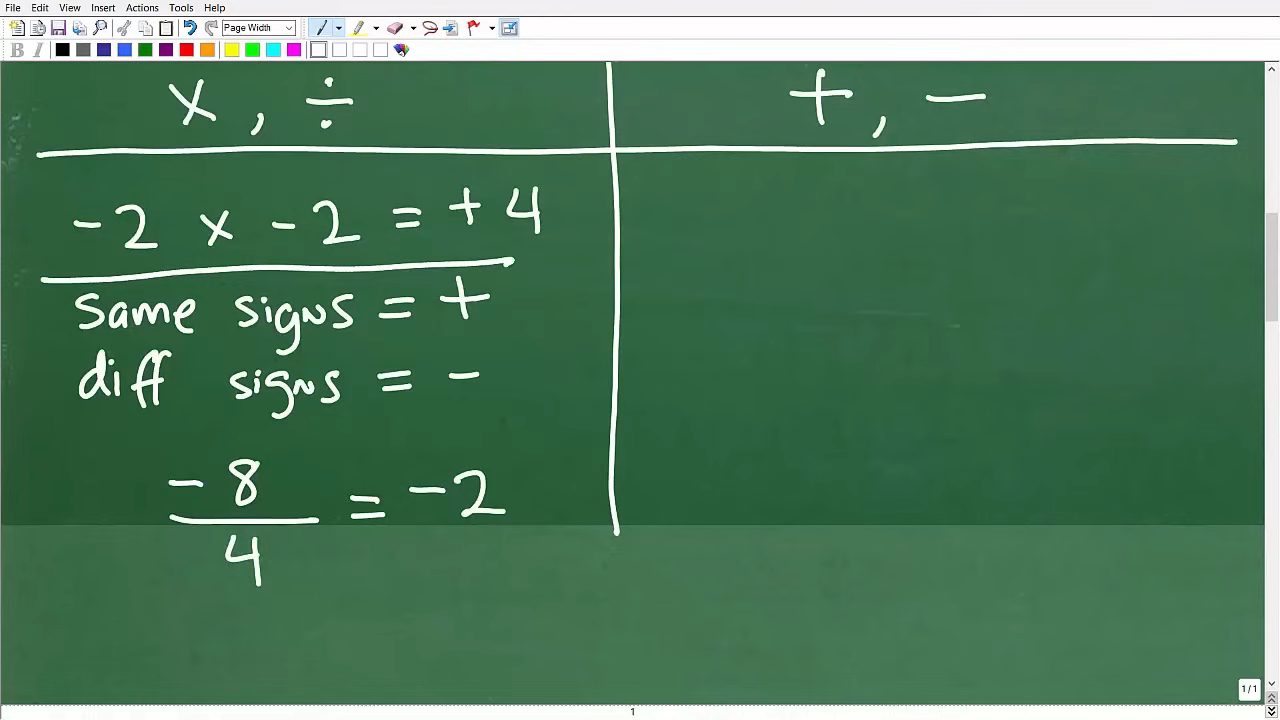 File Edit View Insert Actions Tools Help
Page Width
B I
x , ÷
+ , -
-2 x -2 = +4
same signs = +
diff signs = -
-8
4
= -2
1/1
1